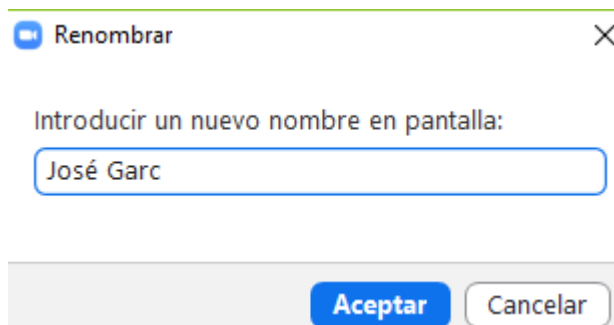 Renombrar
Introducir un nuevo nombre en pantalla:
José Garc
Aceptar Cancelar